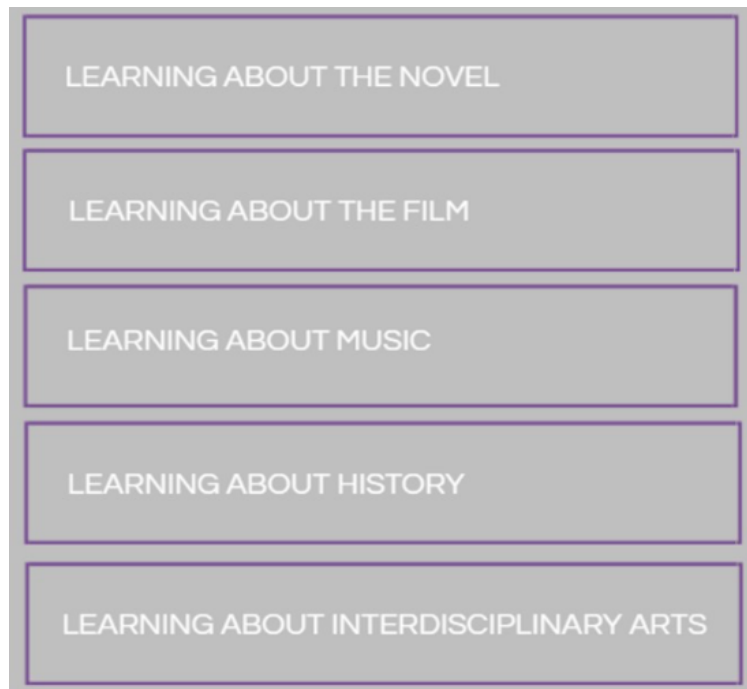 LEARNING ABOUT THE NOVEL
LEARNING ABOUT THE FILM
LEARNING ABOUT MUSIC
LEARNING ABOUT HISTORY
LEARNING ABOUT INTERDISCIPLINARY ARTS